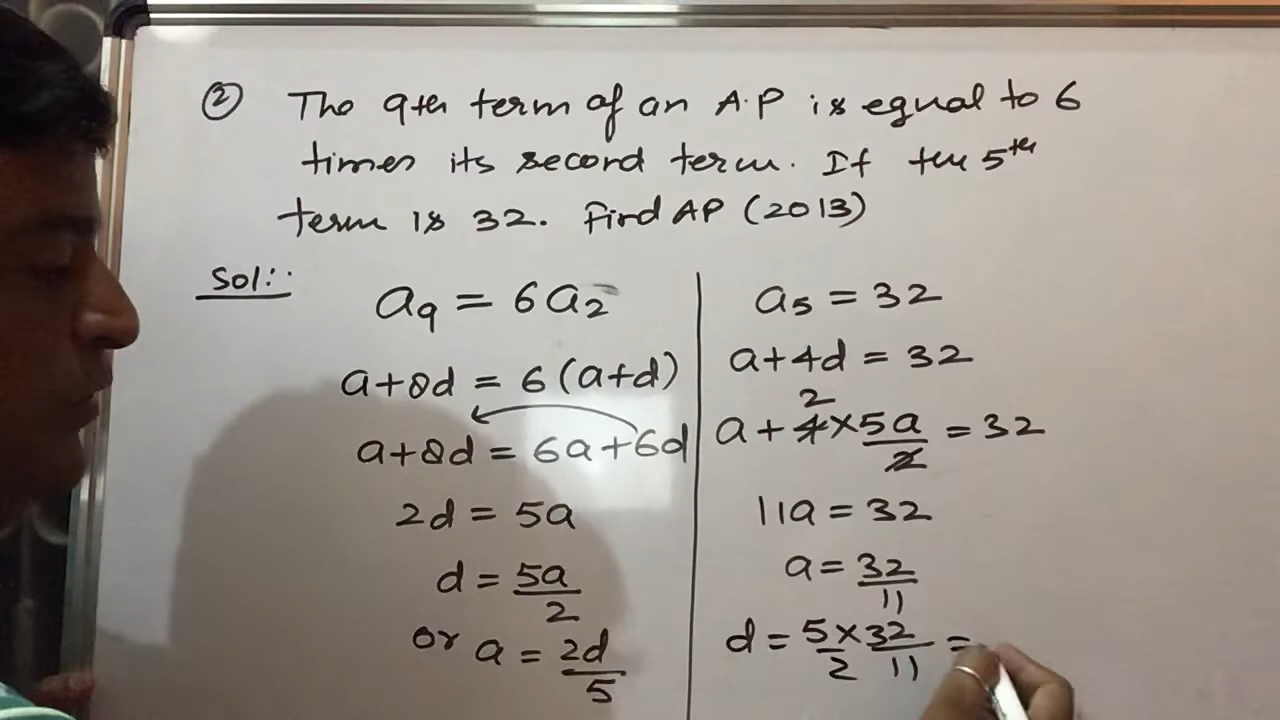 ② The 9th term of an A.P is equal to 6
times its second term. If the 5th
term is 32. Find AP (2013)
Sol:
a₉ = 6a₂
a+8d = 6(a+d)
a+8d = 6a+6d
2d = 5a
d = 5a/2
or a = 2d/5
a₅ = 32
a+4d = 32
2
a + 4×5a/2 = 32
11a = 32
a = 32/11
d = 5/2 × 32/11 =